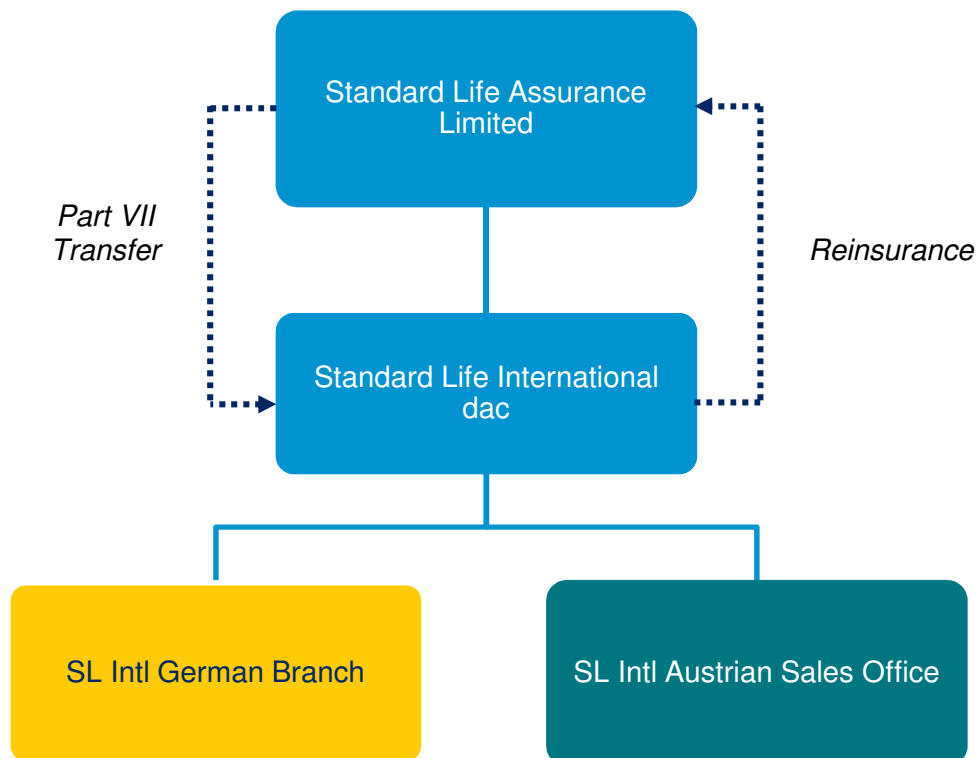 Standard Life Assurance
Limited
Part VII
Transfer
Reinsurance
Standard Life International
dac
SL Intl German Branch
SL Intl Austrian Sales Office